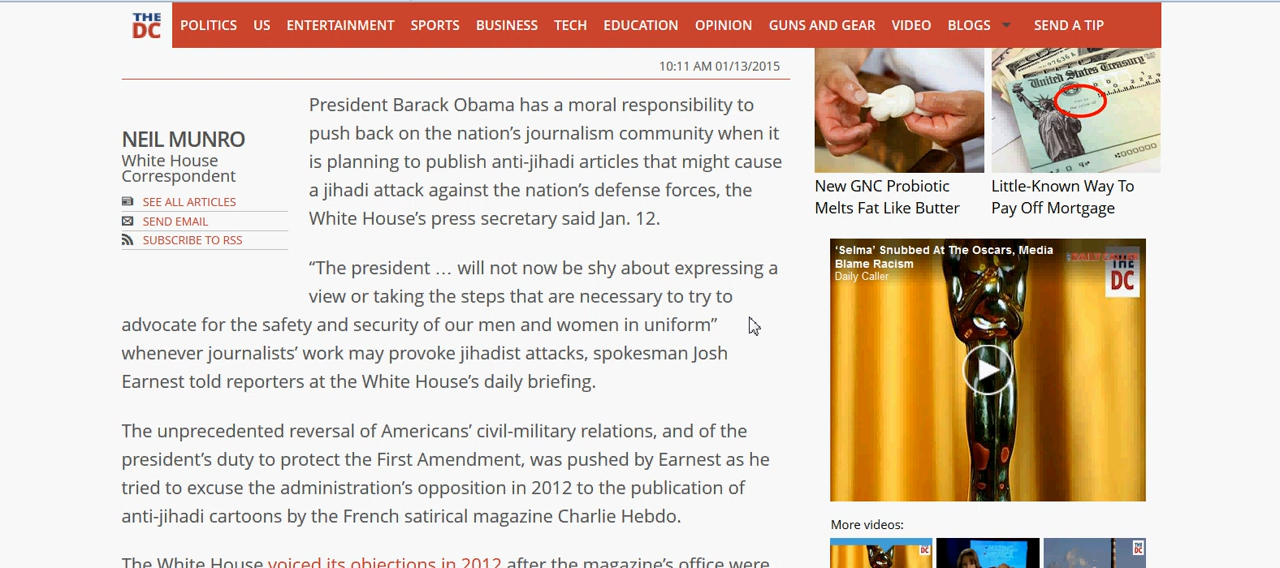 THE
DC
POLITICS
US
ENTERTAINMENT
SPORTS
BUSINESS
TECH
EDUCATION
OPINION
GUNS AND GEAR
VIDEO
BLOGS
SEND A TIP
10:11 AM 01/13/2015
NEIL MUNRO
White House
Correspondent
SEE ALL ARTICLES
SEND EMAIL
SUBSCRIBE TO RSS
President Barack Obama has a moral responsibility to
push back on the nation’s journalism community when it
is planning to publish anti-jihadi articles that might cause
a jihadi attack against the nation’s defense forces, the
White House’s press secretary said Jan. 12.
“The president … will not now be shy about expressing a
view or taking the steps that are necessary to try to
advocate for the safety and security of our men and women in uniform”
whenever journalists’ work may provoke jihadist attacks, spokesman Josh
Earnest told reporters at the White House’s daily briefing.
The unprecedented reversal of Americans’ civil-military relations, and of the
president’s duty to protect the First Amendment, was pushed by Earnest as he
tried to excuse the administration’s opposition in 2012 to the publication of
anti-jihadi cartoons by the French satirical magazine Charlie Hebdo.
The White House voiced its objections in 2012 after the magazine’s office were
United States Treasury
New GNC Probiotic
Melts Fat Like Butter
Little-Known Way To
Pay Off Mortgage
‘Selma’ Snubbed At The Oscars, Media
Blame Racism
Daily Caller
THE
DC
More videos:
THE
DC